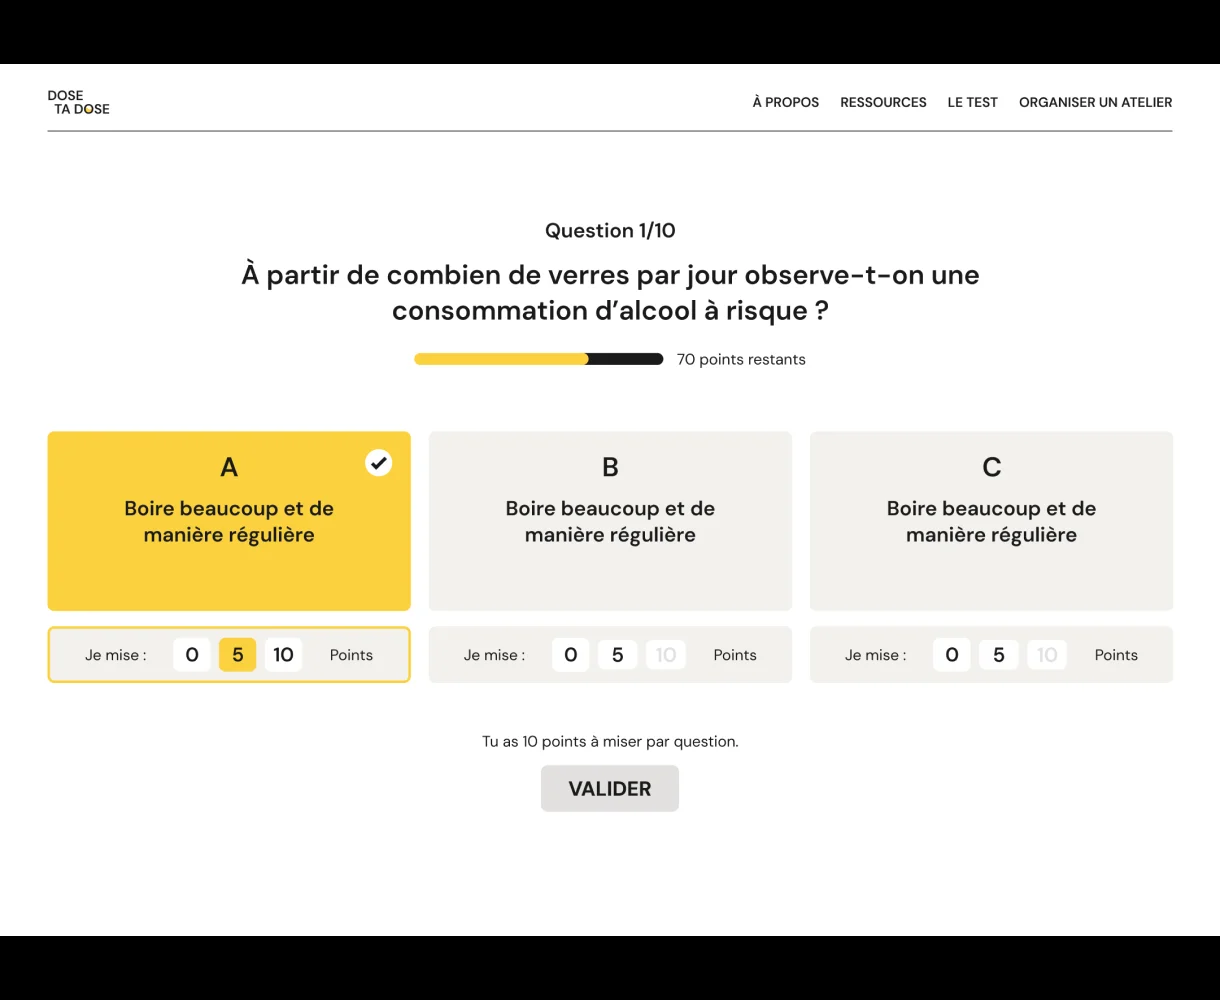 DOSE
TA DOSE
À PROPOS RESSOURCES LE TEST ORGANISER UN ATELIER
Question 1/10
À partir de combien de verres par jour observe-t-on une
consommation d’alcool à risque ?
70 points restants
A
Boire beaucoup et de
manière régulière
B
Boire beaucoup et de
manière régulière
C
Boire beaucoup et de
manière régulière
Je mise : 0 5 10 Points
Je mise : 0 5 10 Points
Je mise : 0 5 10 Points
Tu as 10 points à miser par question.
VALIDER